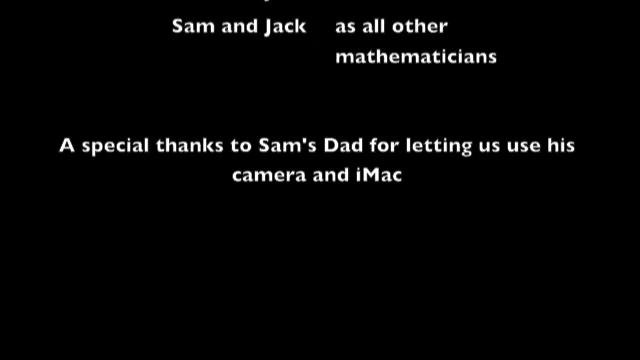 Sam and Jack as all other
mathematicians
A special thanks to Sam's Dad for letting us use his
camera and iMac